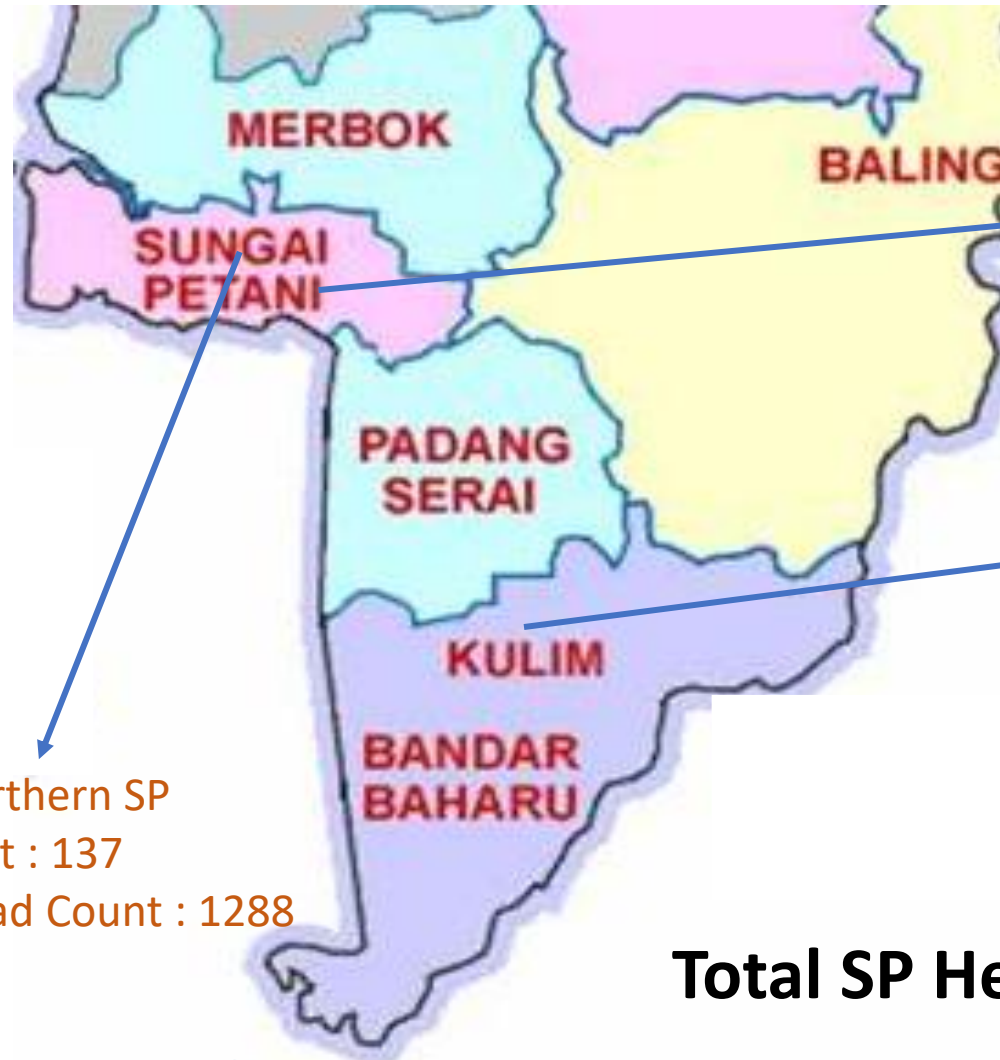 MERBOK
BALING
SUNGAI
PETANI
PADANG
SERAI
KULIM
BANDAR
BAHARU
rthern SP
t : 137
ad Count : 1288
Total SP He